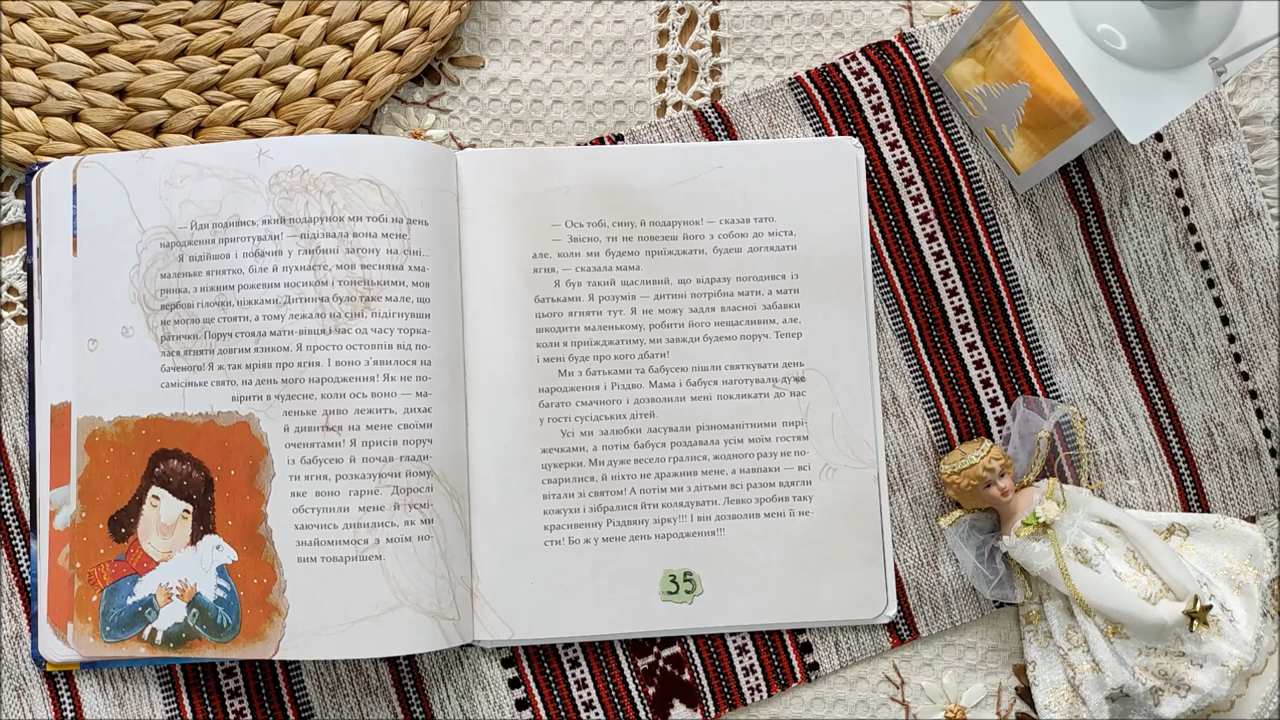 — Йди подивись, який подарунок ми тобі на день
народження приготували! — підізвала вона мене.
Я підійшов і побачив у глибині загону на сіні...
маленьке ягнятко, біле й пухнасте, мов весняна хма-
ринка, з ніжним рожевим носиком і тоненькими, мов
вербові гілочки, ніжками. Дитинча було таке мале, що
не могло ще стояти, а тому лежало на сіні, підігнувши
ратички. Поруч стояла мати-вівця і час од часу торка-
лася ягняти довгим язиком. Я просто остовпів від по-
баченого! Я ж так мріяв про ягня. І воно з'явилося на
самісіньке свято, на день мого народження! Як не по-
вірити в чудесне, коли ось воно — ма-
леньке диво лежить, дихає
й дивиться на мене своїми
оченятами! Я присів поруч
із бабусею й почав глади-
ти ягня, розказуючи йому,
яке воно гарне. Дорослі
обступили мене й усмі-
хаючись дивились, як ми
знайомимося з моїм но-
вим товаришем.
— Ось тобі, сину, й подарунок! — сказав тато.
— Звісно, ти не повезеш його з собою до міста,
але, коли ми будемо приїжджати, будеш доглядати
ягня, — сказала мама.
Я був такий щасливий, що відразу погодився із
батьками. Я розумів — дитині потрібна мати, а мати
цього ягняти тут. Я не можу задля власної забавки
шкодити маленькому, робити його нещасливим, але,
коли я приїжджатиму, ми завжди будемо поруч. Тепер
і мені буде про кого дбати!
Ми з батьками та бабусею пішли святкувати день
народження і Різдво. Мама і бабуся наготували дуже
багато смачного і дозволили мені покликати до нас
у гості сусідських дітей.
Усі ми залюбки ласували різноманітними пирі-
жечками, а потім бабуся роздавала усім моїм гостям
цукерки. Ми дуже весело гралися, жодного разу не по-
сварилися, й ніхто не дражнив мене, а навпаки — всі
вітали зі святом! А потім ми з дітьми всі разом вдягли
кожухи і зібралися йти колядувати. Левко зробив таку
красивенну Різдвяну зірку!!! І він дозволив мені її не-
сти! Бо ж у мене день народження!!!
35